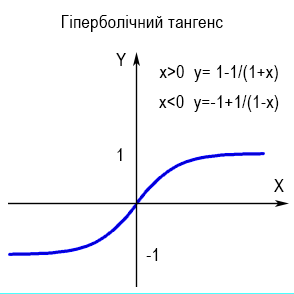 Гіперболічний тангенс
Y
x>0 y= 1-1/(1+x)
x<0 y=-1+1/(1-x)
1
X
-1